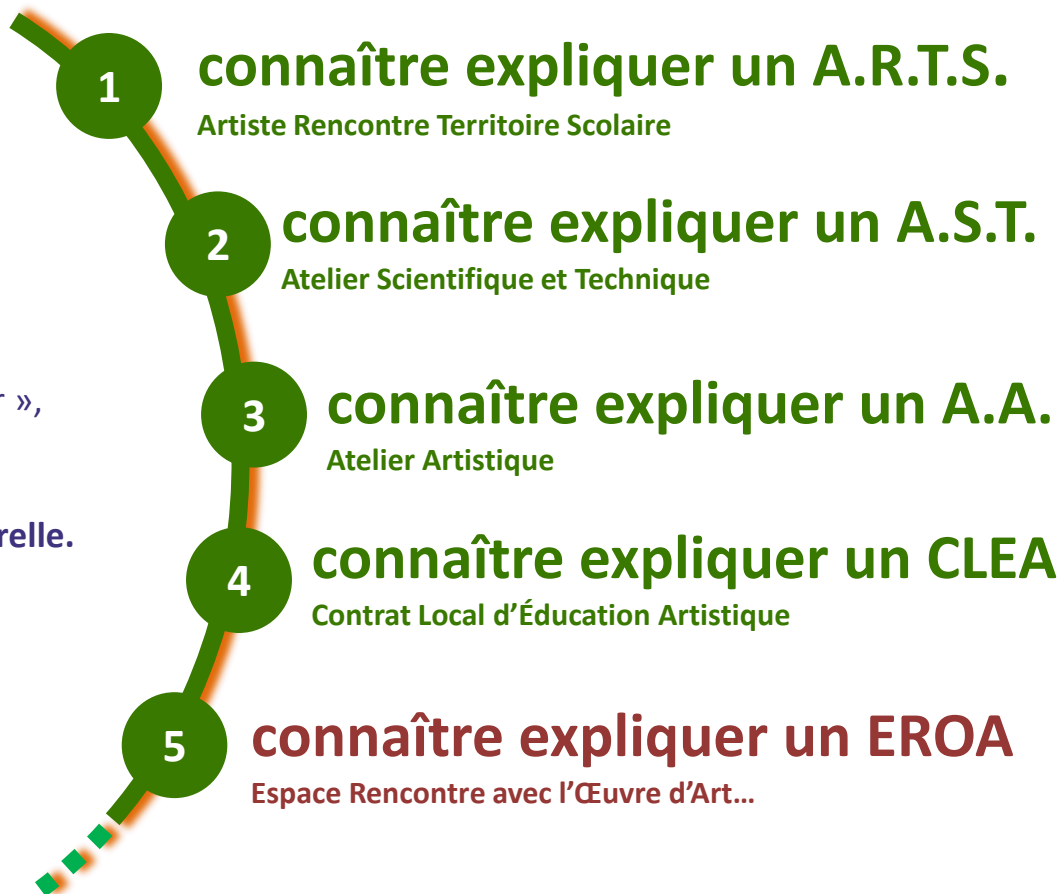 1
connaître expliquer un A.R.T.S.
Artiste Rencontre Territoire Scolaire
2
connaître expliquer un A.S.T.
Atelier Scientifique et Technique
r »,
3
connaître expliquer un A.A.
Atelier Artistique
relle.
4
connaître expliquer un CLEA
Contrat Local d’Éducation Artistique
5
connaître expliquer un EROA
Espace Rencontre avec l’Œuvre d’Art…